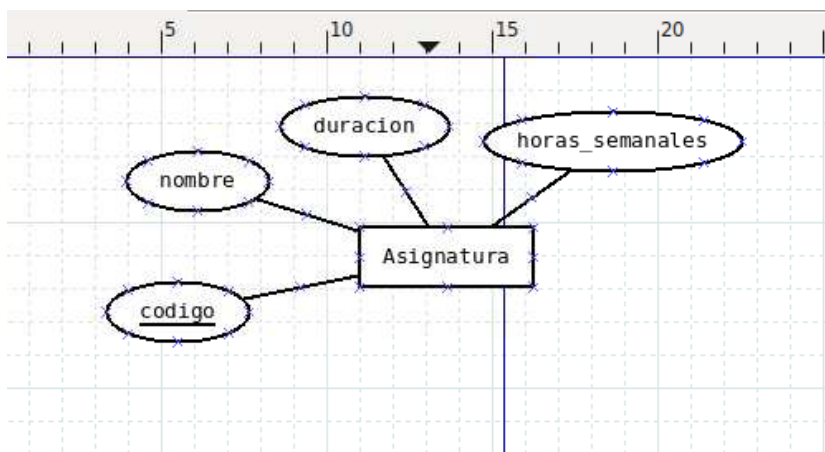 5 10 15 20
duracion
horas_semanales
nombre
Asignatura
codigo